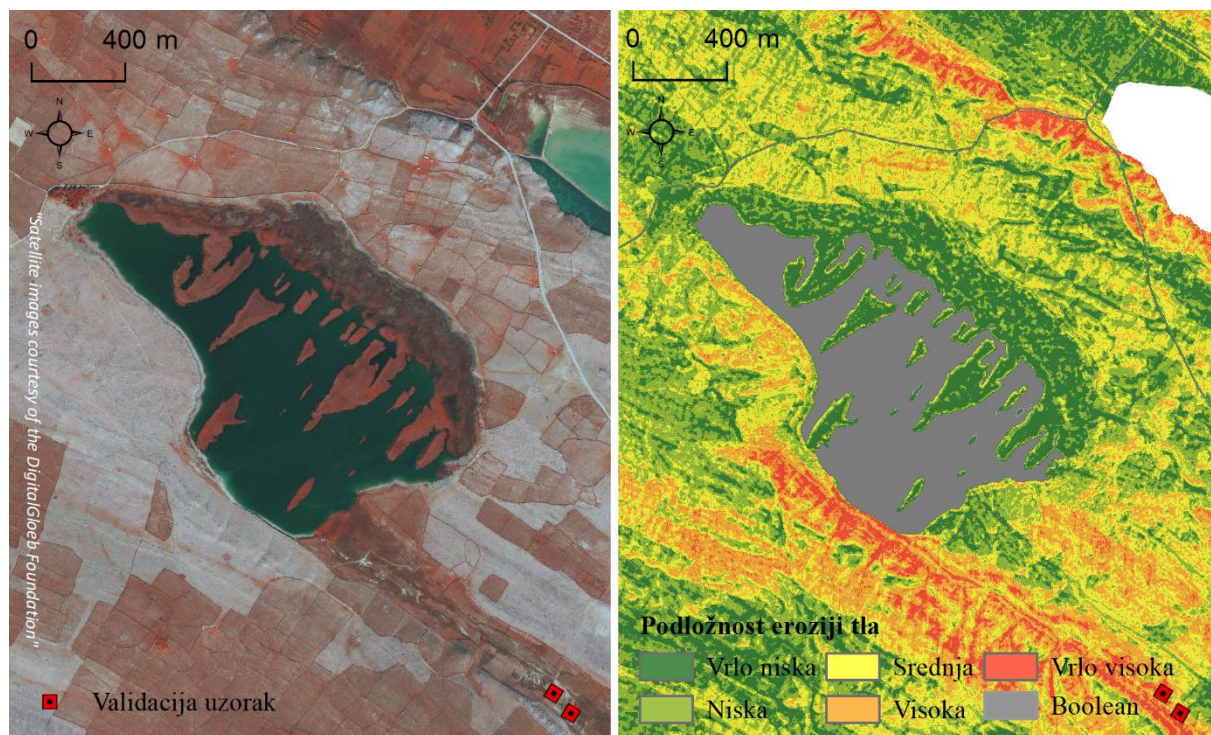 0 400 m
N
W E
S
"Satellite images courtesy of the DigitalGloeb Foundation"
Validacija uzorak
0 400 m
N
W E
S
Podložnost eroziji tla
Vrlo niska Srednja Vrlo visoka
Niska Visoka Boolean